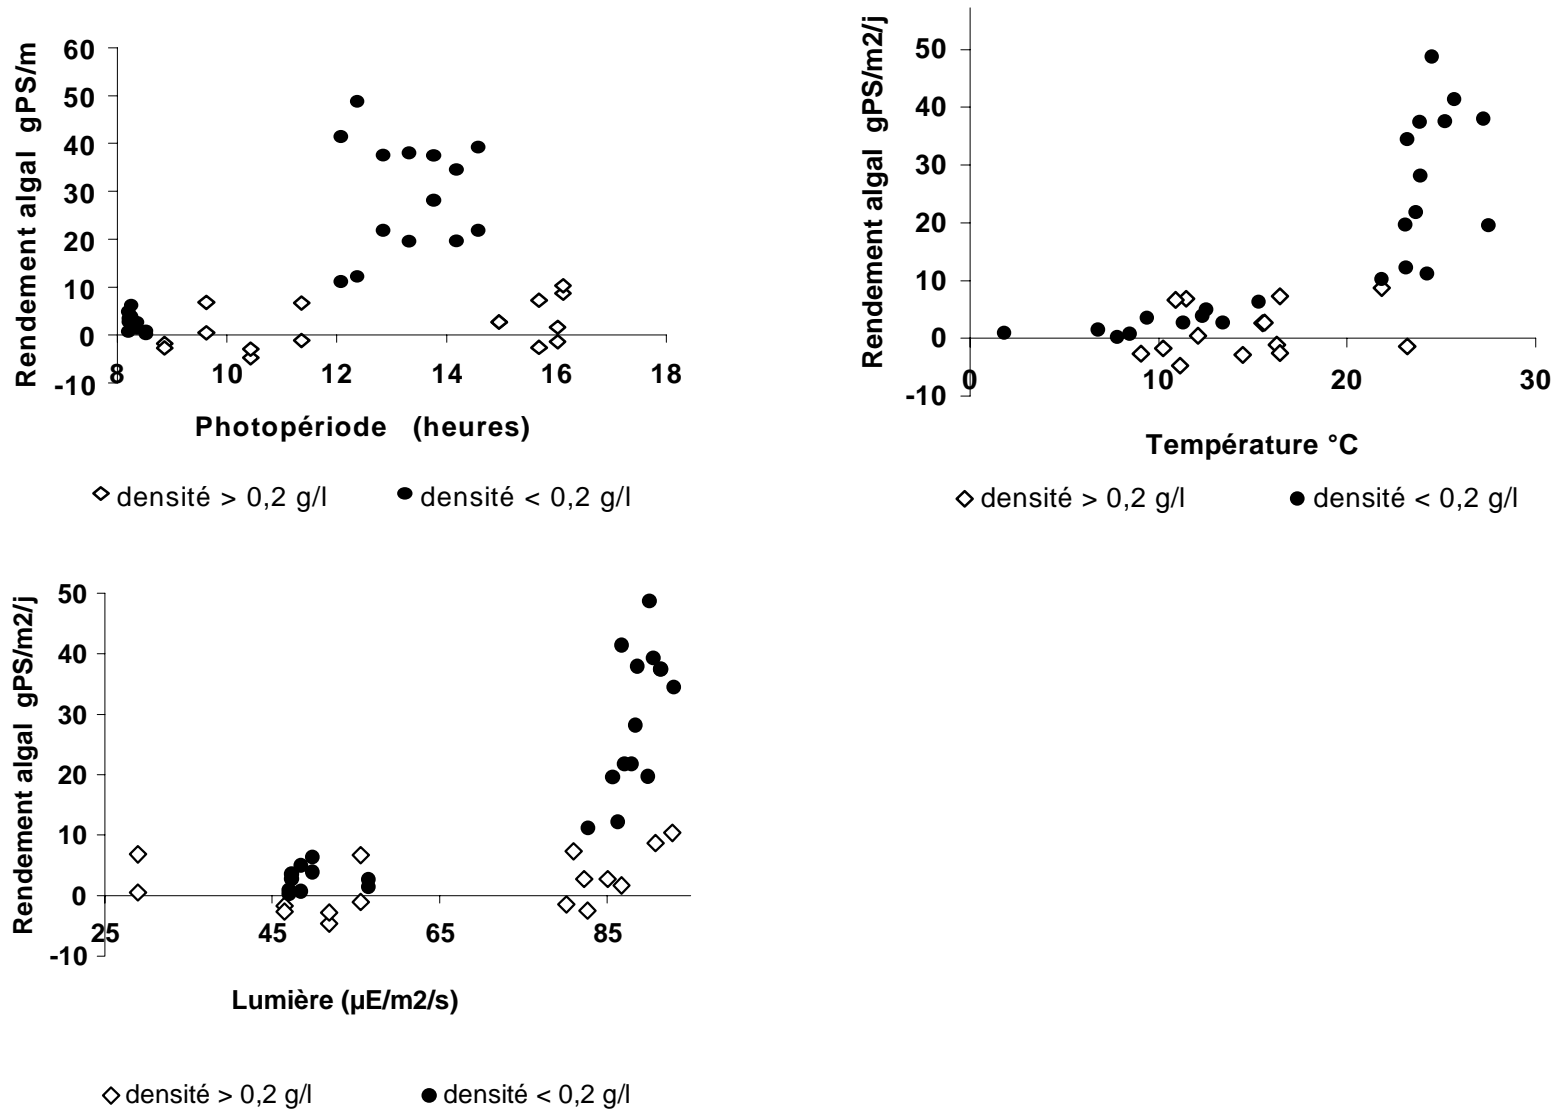 Rendement algal gPS/m
60
50
40
30
20
10
0
-10
8 10 12 14 16 18
Photopériode (heures)
densité > 0,2 g/l densité < 0,2 g/l
Rendement algal gPS/m2/j
50
40
30
20
10
0
-10
0 10 20 30
Température °C
densité > 0,2 g/l densité < 0,2 g/l
Rendement algal gPS/m2/j
50
40
30
20
10
0
-10
25 45 65 85
Lumière (µE/m2/s)
densité > 0,2 g/l densité < 0,2 g/l